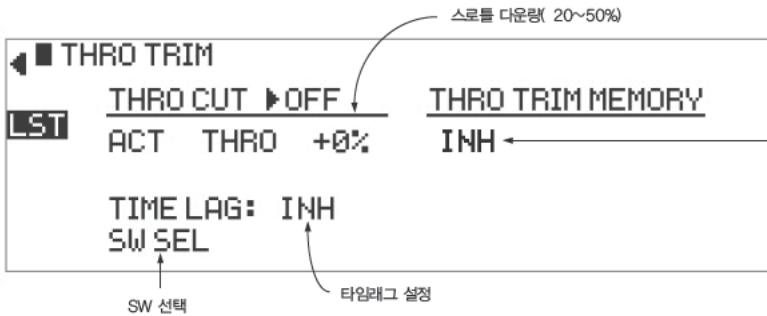 스로틀 다운량( 20~50%)
THRO TRIM
THRO CUT ▶OFF THRO TRIM MEMORY
LST
ACT THRO +0% INH
TIME LAG: INH
SW SEL
SW 선택 타임래그 설정